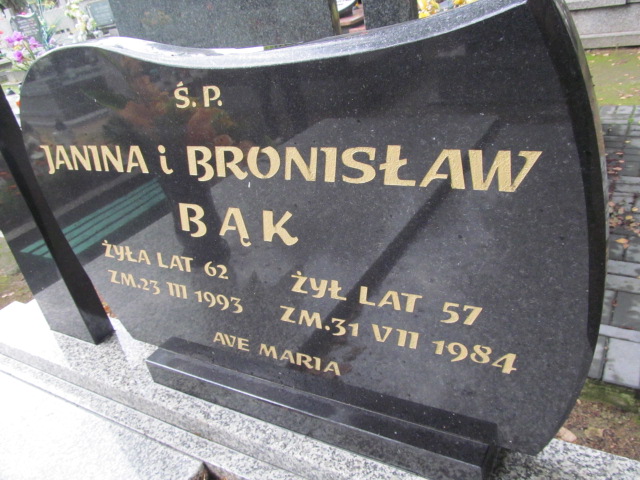 Ś. P.
JANINA i BRONISŁAW
BĄK
ŻYŁA LAT 62
ZM. 23 III 1993
ŻYŁ LAT 57
ZM. 31 VII 1984
AVE MARIA